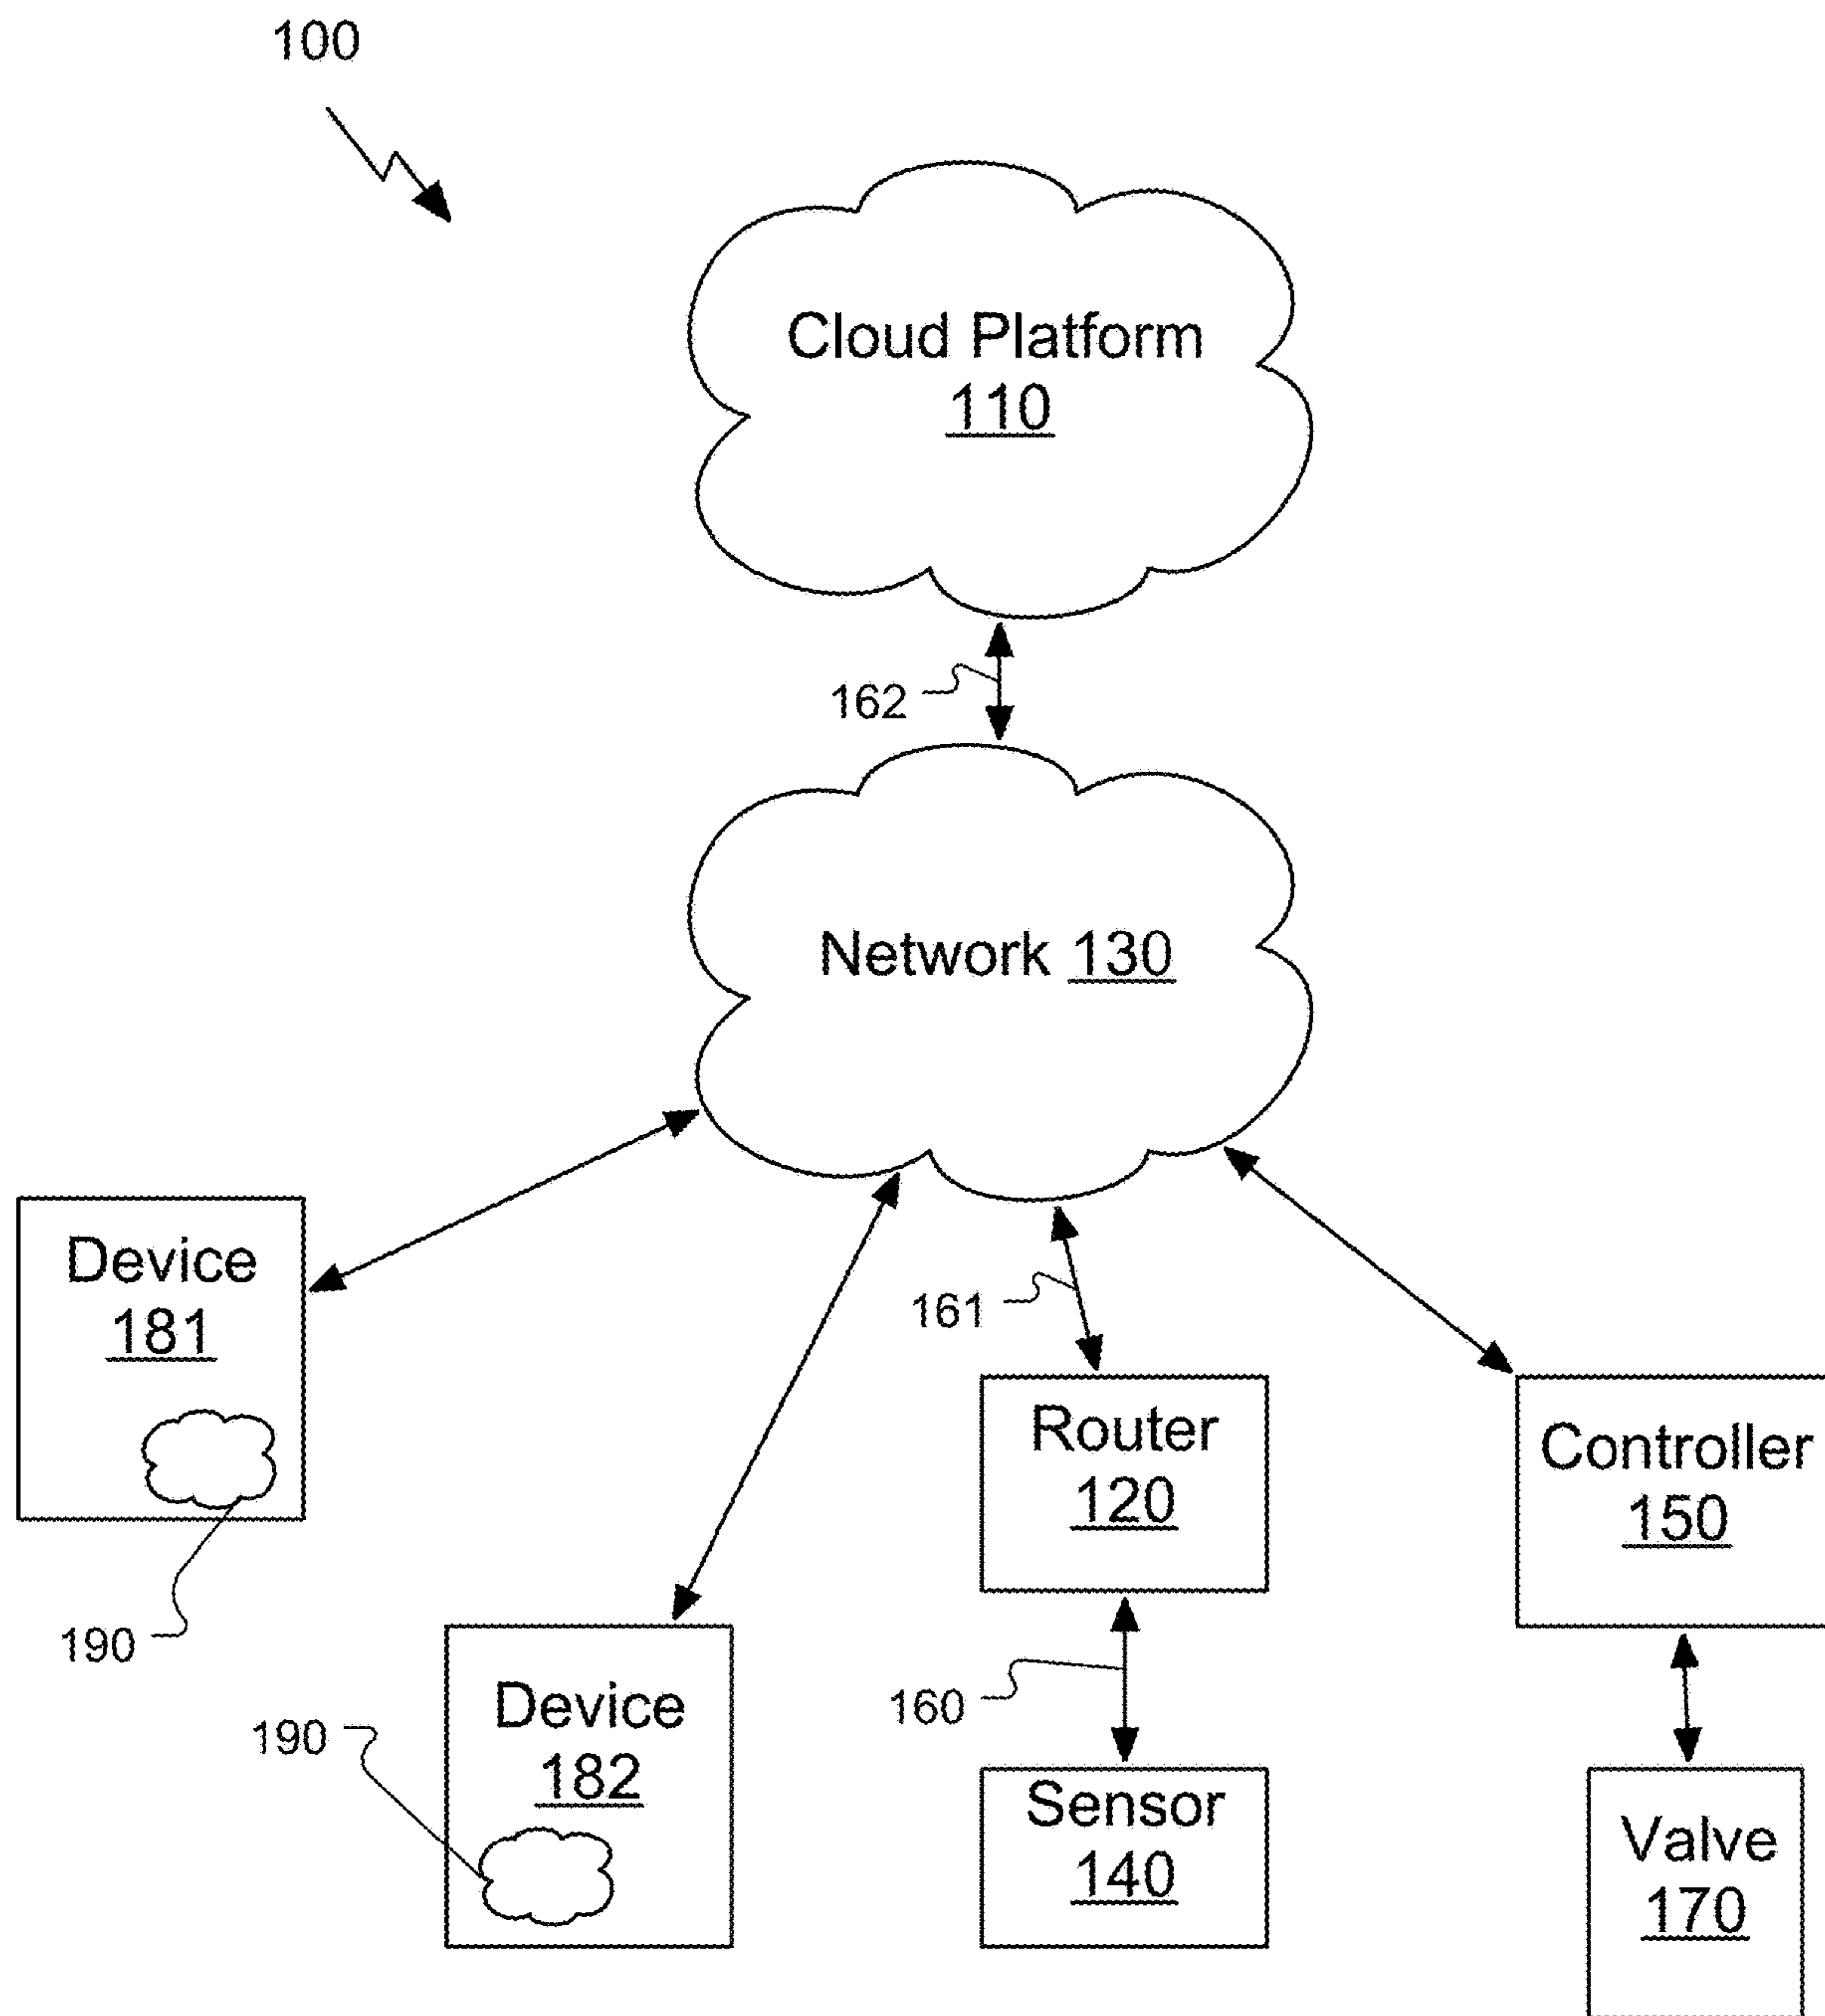 100
Cloud Platform
110
162
Network 130
Device
181
161
Router
120
Controller
150
190
Device
182
190
160
Sensor
140
Valve
170